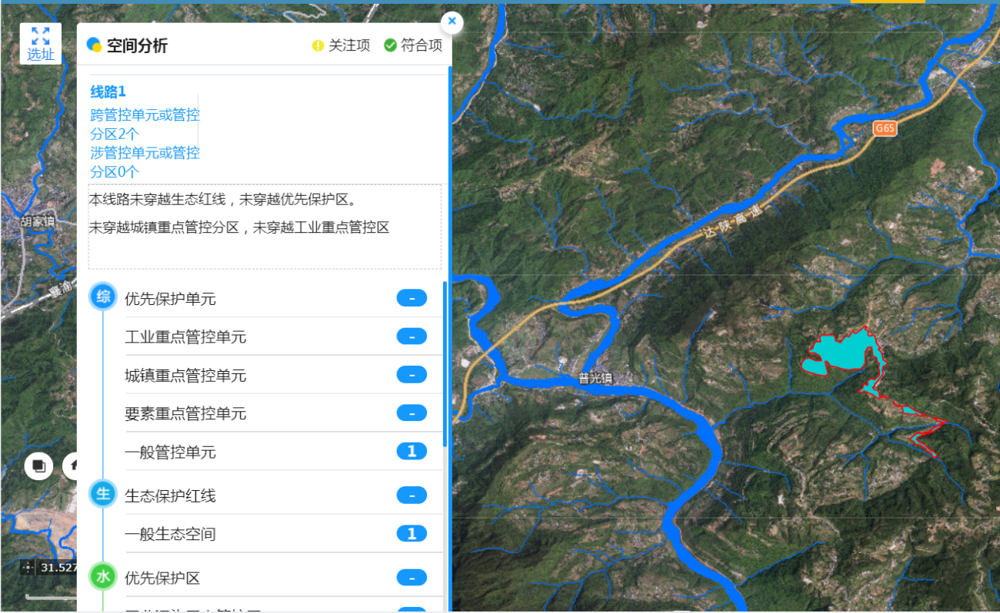 选址
空间分析
关注项
符合项
线路1
跨管控单元或管控
分区2个
涉管控单元或管控
分区0个
本线路未穿越生态红线，未穿越优先保护区。
未穿越城镇重点管控分区，未穿越工业重点管控区
综
优先保护单元
-
工业重点管控单元
-
城镇重点管控单元
-
要素重点管控单元
-
一般管控单元
1
生
生态保护红线
-
一般生态空间
1
水
优先保护区
-
胡家镇
襄渝
31.527
G65
达陕高速
普光镇